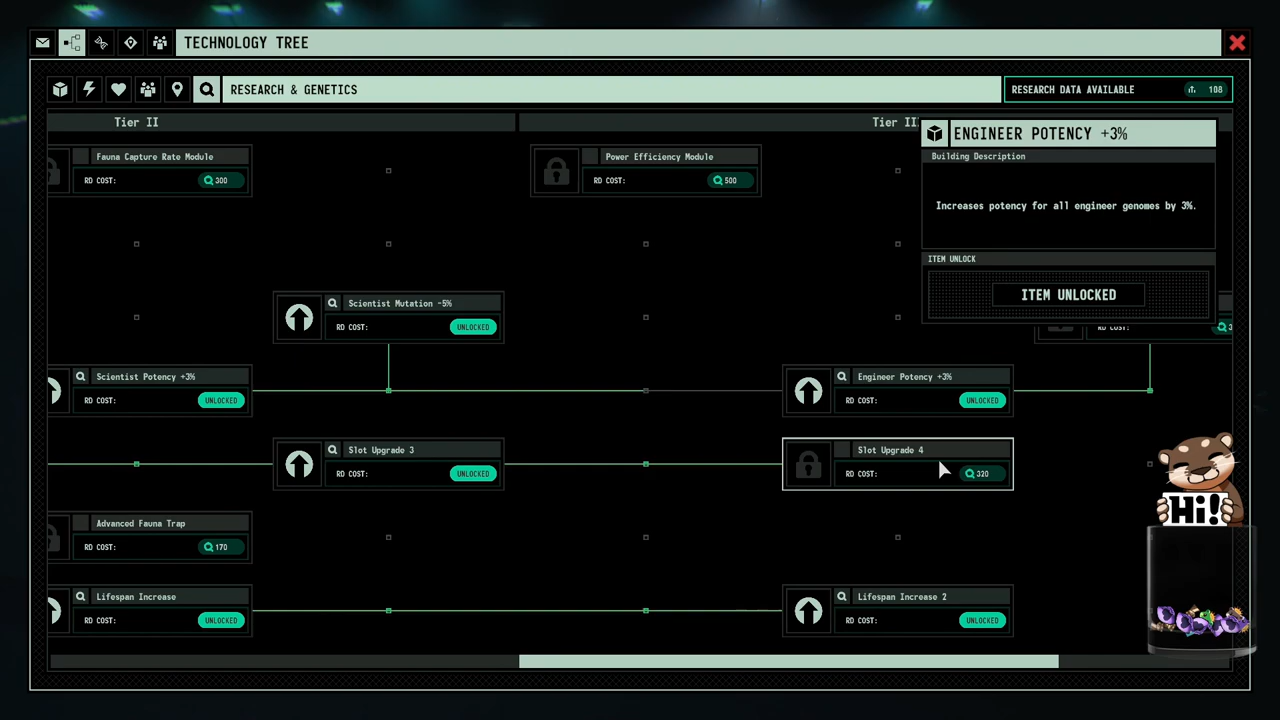 TECHNOLOGY TREE
RESEARCH & GENETICS
RESEARCH DATA AVAILABLE 108
Tier II
Tier III
ENGINEER POTENCY +3%
Building Description
Increases potency for all engineer genomes by 3%.
ITEM UNLOCK
ITEM UNLOCKED
Fauna Capture Rate Module
RD COST: 300
Power Efficiency Module
RD COST: 500
Scientist Mutation -5%
RD COST: UNLOCKED
RD COST:
Scientist Potency +3%
RD COST: UNLOCKED
Engineer Potency +3%
RD COST: UNLOCKED
Slot Upgrade 3
RD COST: UNLOCKED
Slot Upgrade 4
RD COST: 320
Advanced Fauna Trap
RD COST: 170
Lifespan Increase
RD COST: UNLOCKED
Lifespan Increase 2
RD COST: UNLOCKED
Hi!